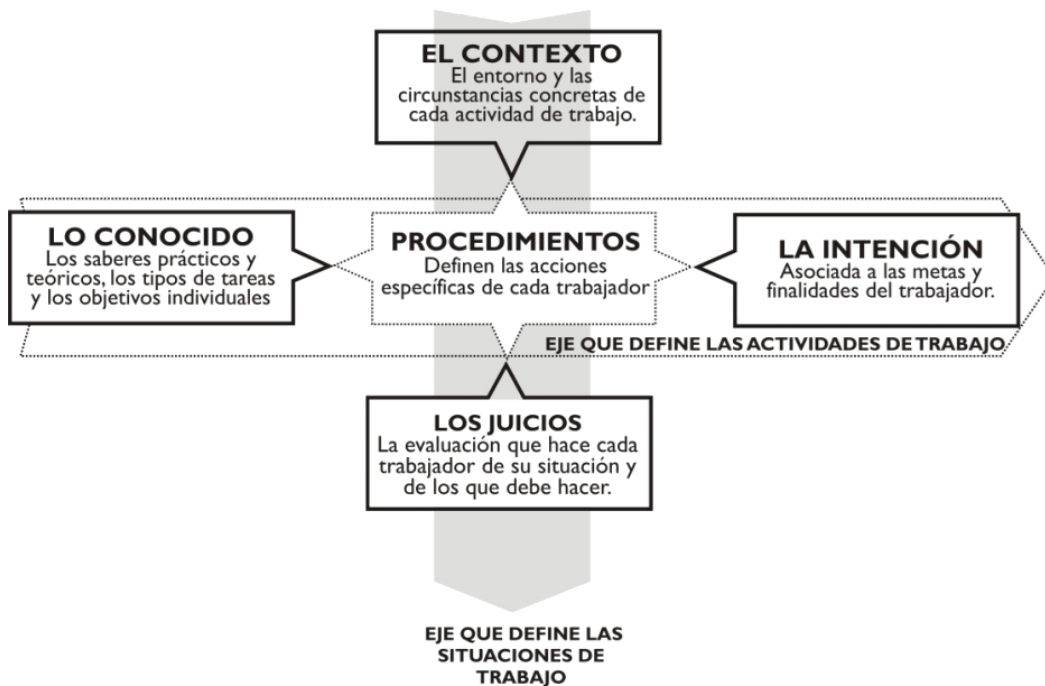 EL CONTEXTO
El entorno y las
circunstancias concretas de
cada actividad de trabajo.
LO CONOCIDO
Los saberes prácticos y
teóricos, los tipos de tareas
y los objetivos individuales
PROCEDIMIENTOS
Definen las acciones
específicas de cada trabajador
LA INTENCIÓN
Asociada a las metas y
finalidades del trabajador.
EJE QUE DEFINE LAS ACTIVIDADES DE TRABAJO
LOS JUICIOS
La evaluación que hace cada
trabajador de su situación y
de los que debe hacer.
EJE QUE DEFINE LAS
SITUACIONES DE
TRABAJO